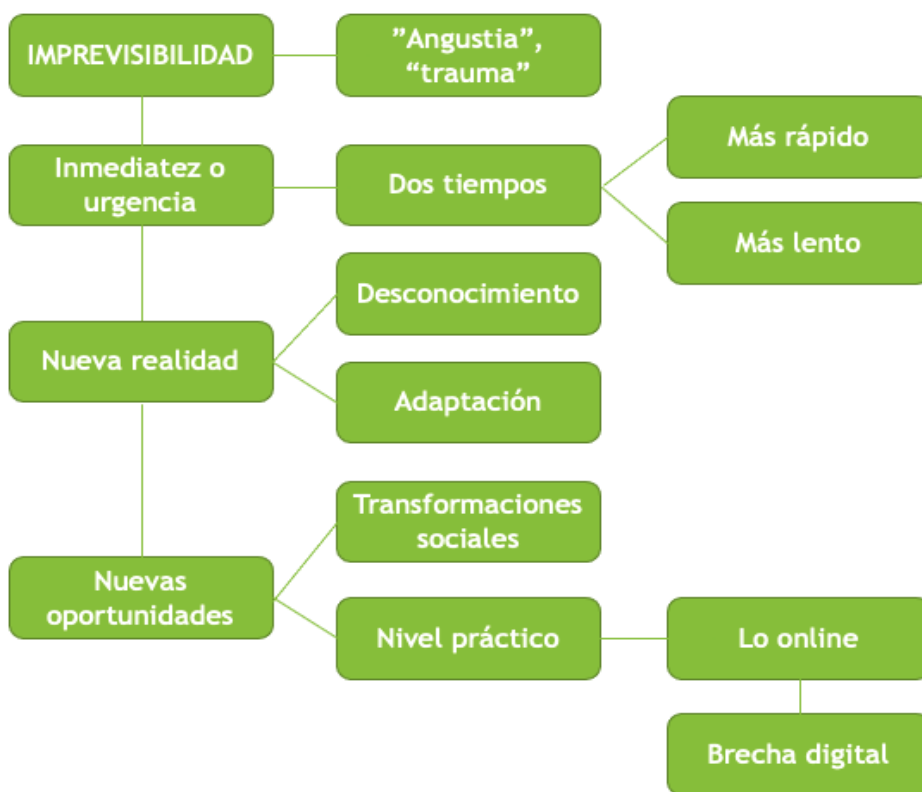 IMPREVISIBILIDAD
”Angustia”,
“trauma”
Inmediatez o
urgencia
Dos tiempos
Más rápido
Más lento
Nueva realidad
Desconocimiento
Adaptación
Nuevas
oportunidades
Transformaciones
sociales
Nivel práctico
Lo online
Brecha digital